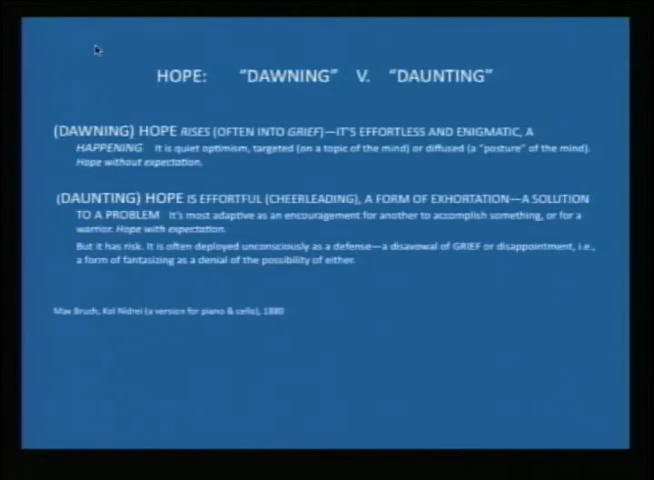 HOPE: "DAWNING" V. "DAUNTING"
(DAWNING) HOPE RISES (OFTEN INTO GRIEF)—IT'S EFFORTLESS AND ENIGMATIC, A
HAPPENING It is quiet optimism, targeted (on a topic of the mind) or diffused (a "posture" of the mind).
Hope without expectation.
(DAUNTING) HOPE IS EFFORTFUL (CHEERLEADING), A FORM OF EXHORTATION—A SOLUTION
TO A PROBLEM It's most adaptive as an encouragement for another to accomplish something, or for a
warrior. Hope with expectation.
But it has risk. It is often deployed unconsciously as a defense—a disavowal of GRIEF or disappointment, i.e.,
a form of fantasizing as a denial of the possibility of either.
Max Bruch, Kol Nidrei (a version for piano & cello), 1880